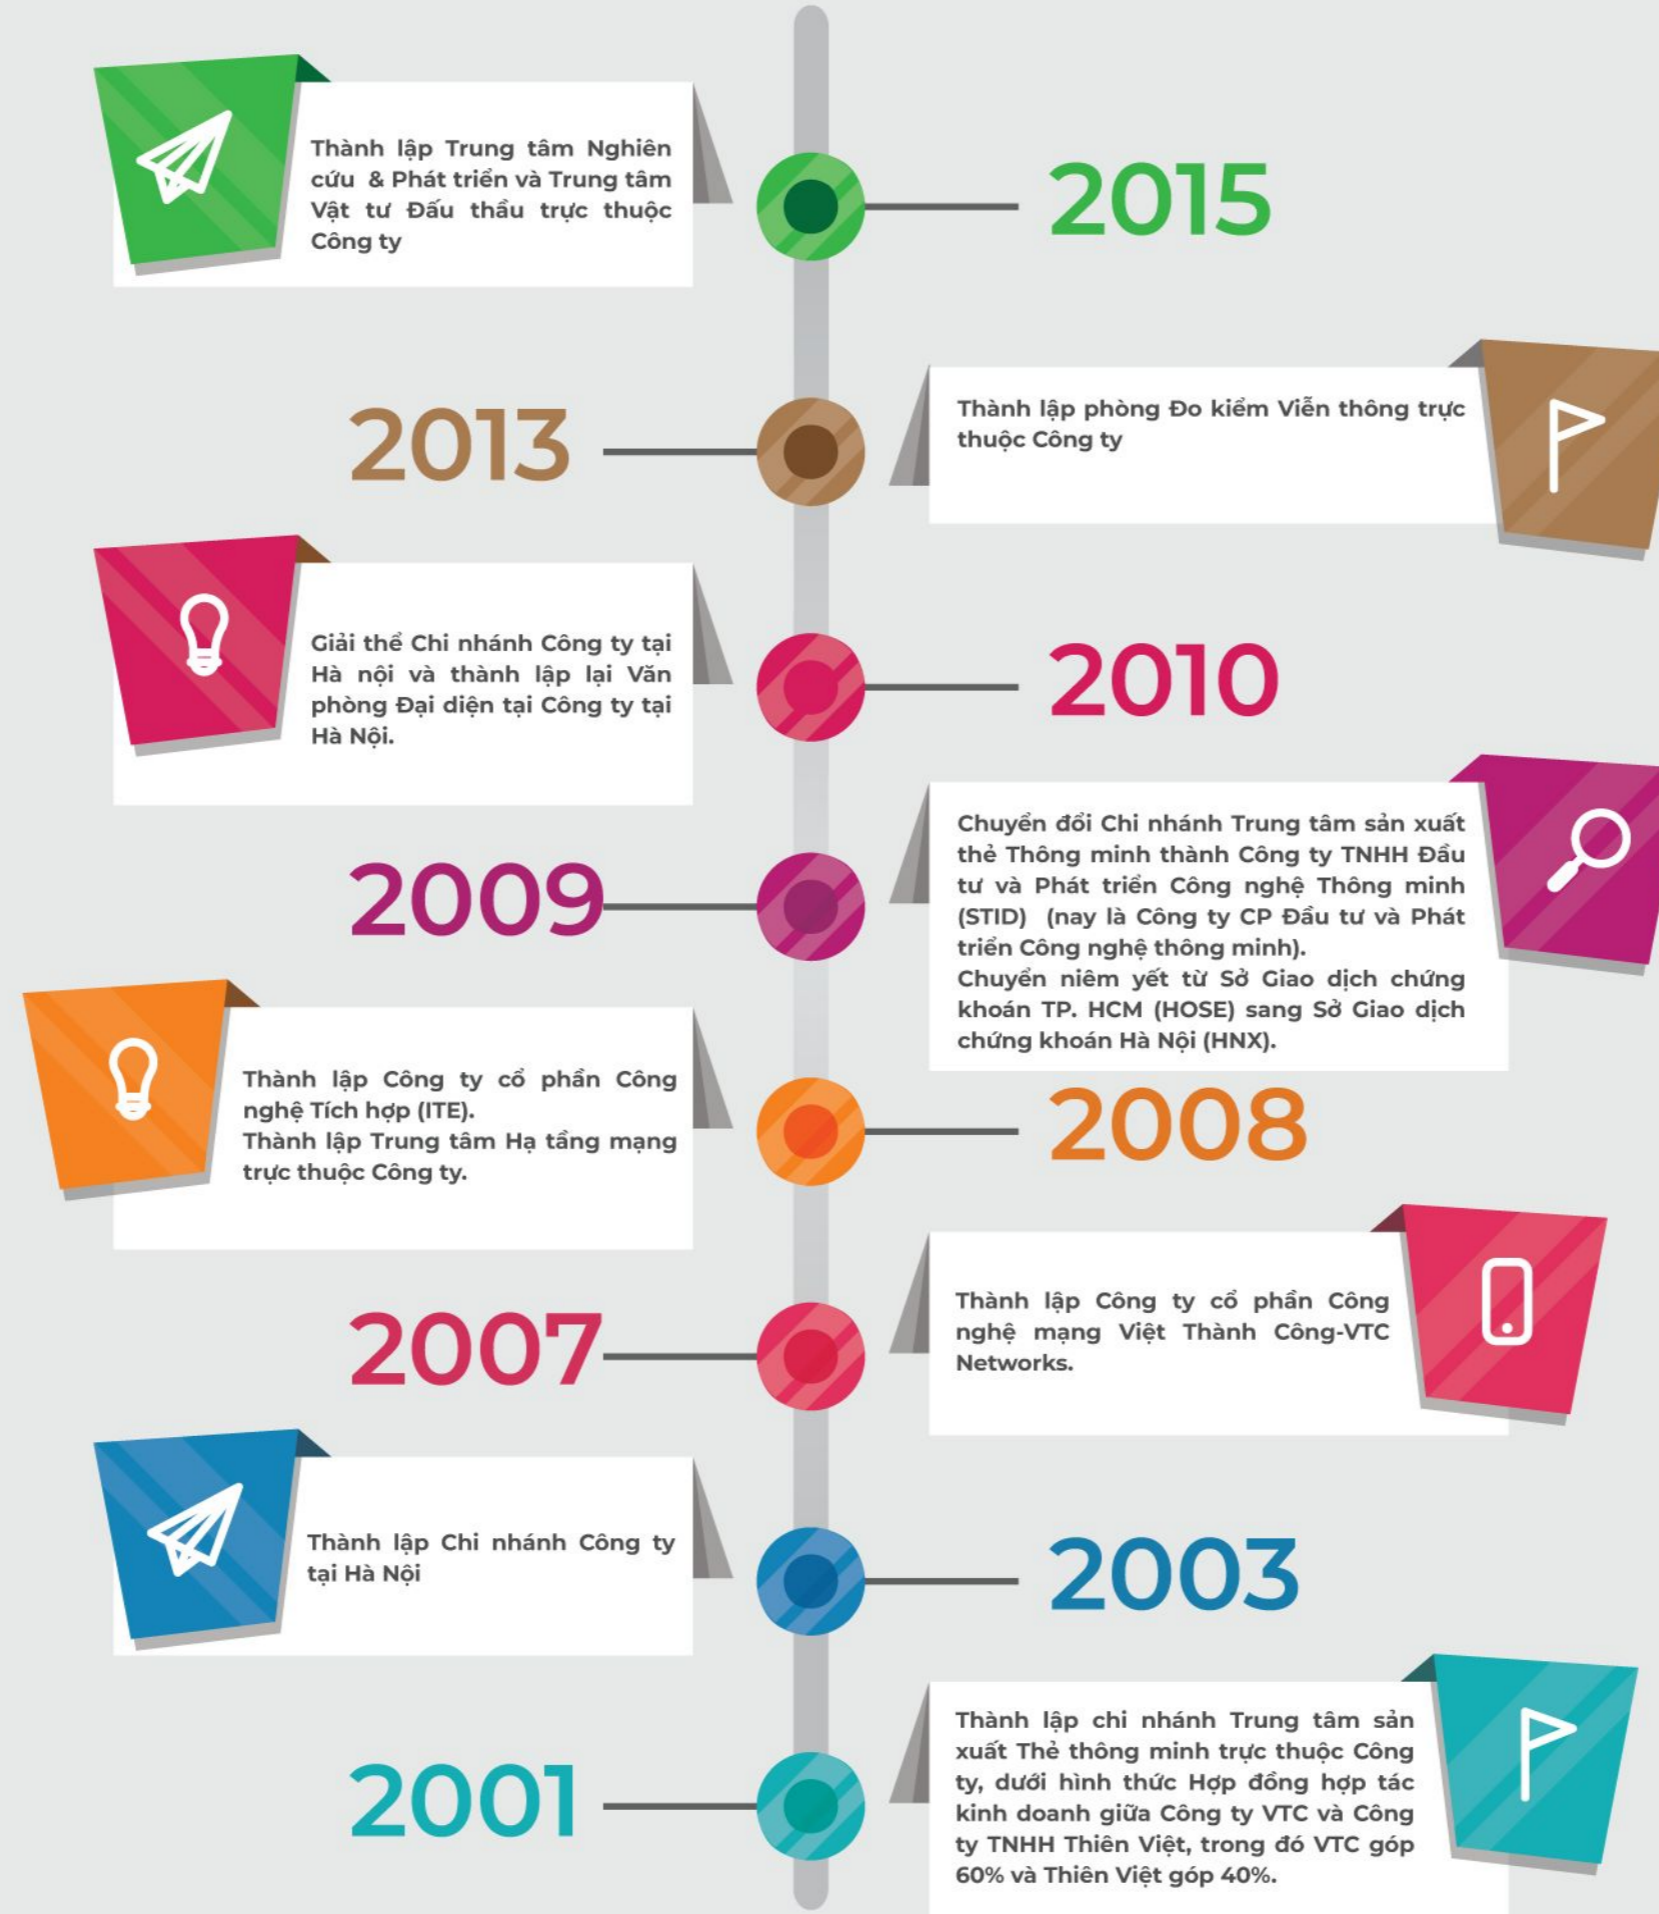 Thành lập Trung tâm Nghiên
cứu & Phát triển và Trung tâm
Vật tư Đấu thầu trực thuộc
Công ty
2015
2013
Thành lập phòng Đo kiểm Viễn thông trực
thuộc Công ty
Giải thể Chi nhánh Công ty tại
Hà nội và thành lập lại Văn
phòng Đại diện tại Công ty tại
Hà Nội.
2010
2009
Chuyển đổi Chi nhánh Trung tâm sản xuất
thẻ Thông minh thành Công ty TNHH Đầu
tư và Phát triển Công nghệ Thông minh
(STID) (nay là Công ty CP Đầu tư và Phát
triển Công nghệ thông minh).
Chuyển niêm yết từ Sở Giao dịch chứng
khoán TP. HCM (HOSE) sang Sở Giao dịch
chứng khoán Hà Nội (HNX).
Thành lập Công ty cổ phần Công
nghệ Tích hợp (ITE).
Thành lập Trung tâm Hạ tầng mạng
trực thuộc Công ty.
2008
2007
Thành lập Công ty cổ phần Công
nghệ mạng Việt Thành Công-VTC
Networks.
Thành lập Chi nhánh Công ty
tại Hà Nội
2003
2001
Thành lập chi nhánh Trung tâm sản
xuất Thẻ thông minh trực thuộc Công
ty, dưới hình thức Hợp đồng hợp tác
kinh doanh giữa Công ty VTC và Công
ty TNHH Thiên Việt, trong đó VTC góp
60% và Thiên Việt góp 40%.